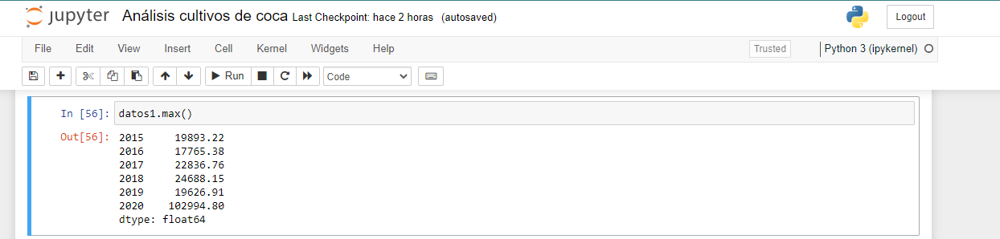 jupyter Análisis cultivos de coca Last Checkpoint: hace 2 horas (autosaved) Logout
File Edit View Insert Cell Kernel Widgets Help Trusted Python 3 (ipykernel)
Run Code
In [56]: datos1.max()
Out[56]: 2015 19893.22
2016 17765.38
2017 22836.76
2018 24688.15
2019 19626.91
2020 102994.80
dtype: float64